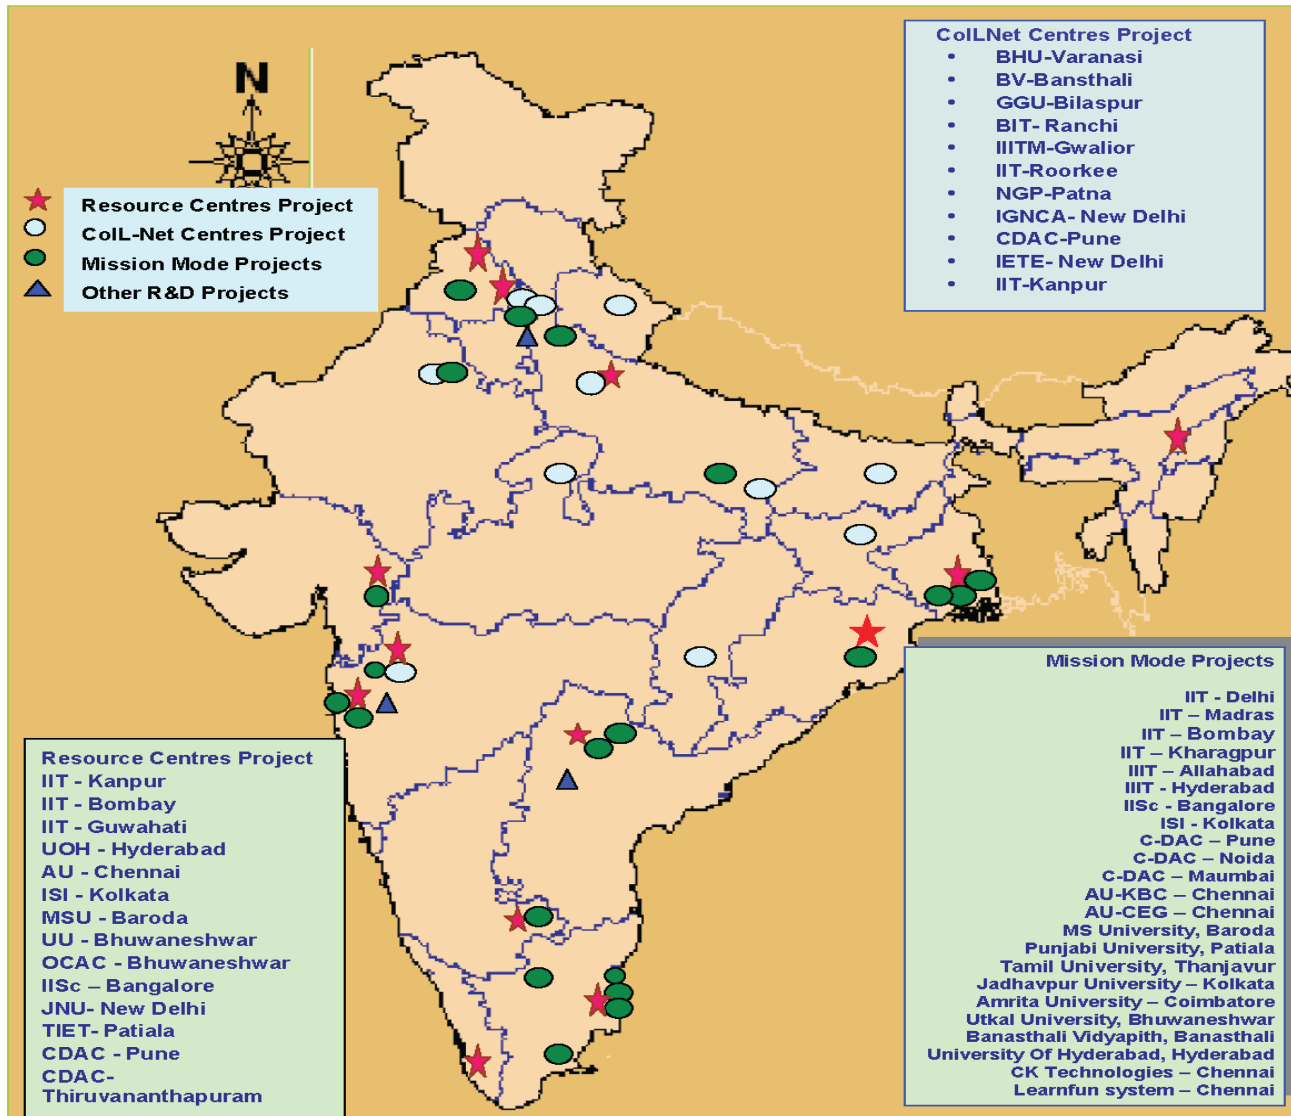 N
Resource Centres Project
CoIL-Net Centres Project
Mission Mode Projects
Other R&D Projects
CoILNet Centres Project
• BHU-Varanasi
• BV-Bansthali
• GGU-Bilaspur
• BIT- Ranchi
• IIITM-Gwalior
• IIT-Roorkee
• NGP-Patna
• IGNCA- New Delhi
• CDAC-Pune
• IETE- New Delhi
• IIT-Kanpur
Resource Centres Project
IIT - Kanpur
IIT - Bombay
IIT - Guwahati
UOH - Hyderabad
AU - Chennai
ISI - Kolkata
MSU - Baroda
UU - Bhuwaneshwar
OCAC - Bhuwaneshwar
IISc – Bangalore
JNU- New Delhi
TIET- Patiala
CDAC - Pune
CDAC-
Thiruvananthapuram
Mission Mode Projects
IIT - Delhi
IIT – Madras
IIT – Bombay
IIT – Kharagpur
IIIT – Allahabad
IIIT - Hyderabad
IISc - Bangalore
ISI - Kolkata
C-DAC – Pune
C-DAC – Noida
C-DAC – Maumbai
AU-KBC – Chennai
AU-CEG – Chennai
MS University, Baroda
Punjabi University, Patiala
Tamil University, Thanjavur
Jadhavpur University – Kolkata
Amrita University – Coimbatore
Utkal University, Bhuwaneshwar
Banasthali Vidyapith, Banasthali
University Of Hyderabad, Hyderabad
CK Technologies – Chennai
Learnfun system – Chennai